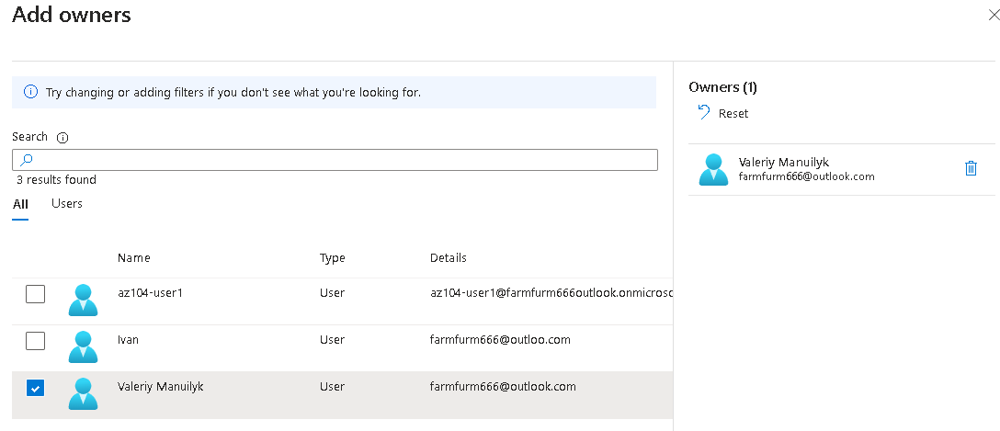 Add owners
Try changing or adding filters if you don't see what you're looking for.
Search
3 results found
All Users
Name Type Details
az104-user1 User az104-user1@farmfurm666outlook.onmicrosc
Ivan User farmfurm666@outloo.com
Valeriy Manuilyk User farmfurm666@outlook.com
Owners (1)
Reset
Valeriy Manuilyk
farmfurm666@outlook.com